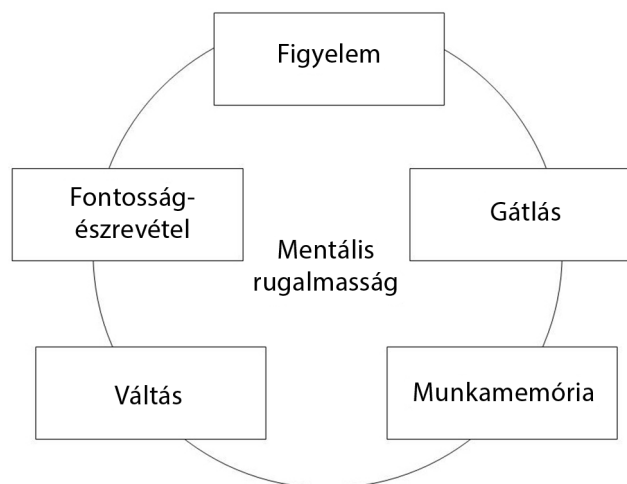 Figyelem
Fontosság-
észrevétel
Gátlás
Mentális
rugalmasság
Váltás
Munkamemória